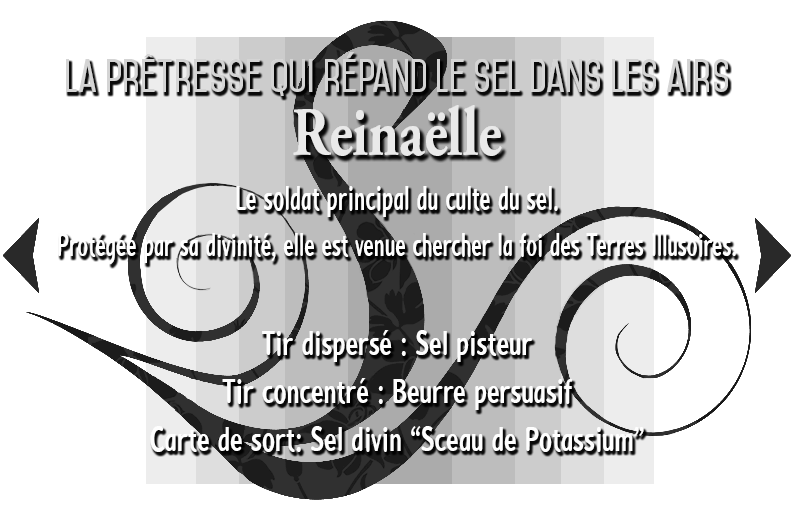 LA PRÊTRESSE QUI RÉPAND LE SEL DANS LES AIRS
Reinaëlle
Le soldat principal du culte du sel.
Protégée par sa divinité, elle est venue chercher la foi des Terres Illusoires.
Tir dispersé : Sel pisteur
Tir concentré : Beurre persuasif
Carte de sort: Sel divin “Sceau de Potassium”